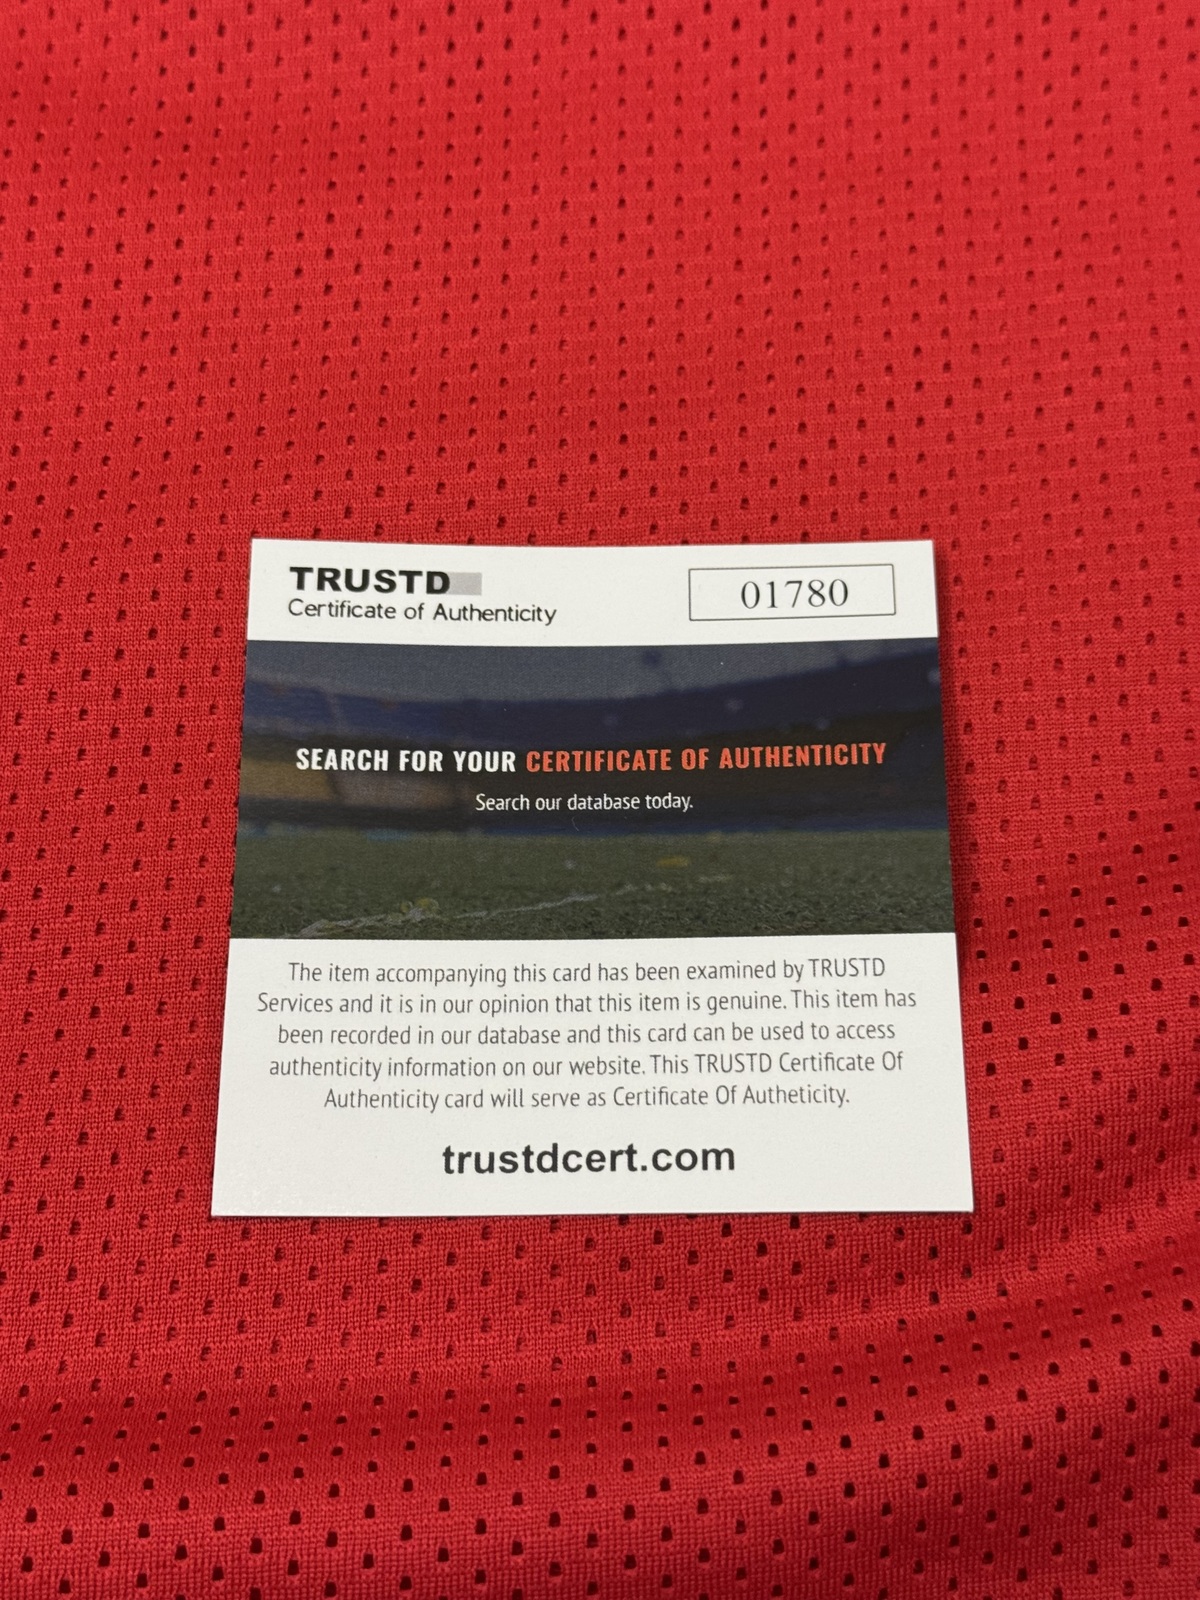 TRUSTD
Certificate of Authenticity
01780
SEARCH FOR YOUR CERTIFICATE OF AUTHENTICITY
Search our database today.
The item accompanying this card has been examined by TRUSTD
Services and it is in our opinion that this item is genuine. This item has
been recorded in our database and this card can be used to access
authenticity information on our website. This TRUSTD Certificate Of
Authenticity card will serve as Certificate Of Autheticity.
trustdcert.com